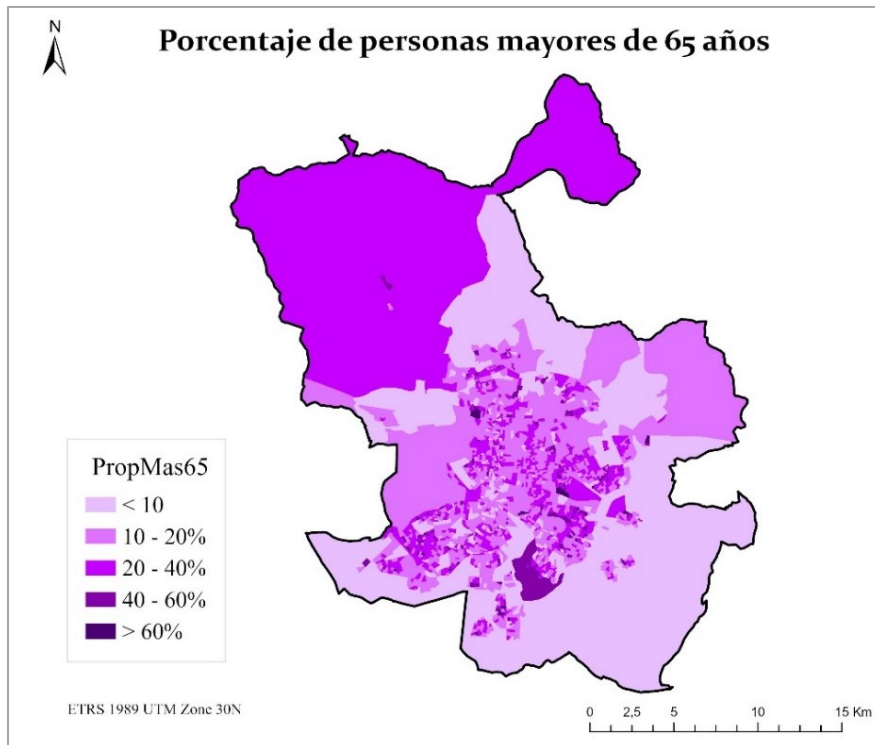 N
Porcentaje de personas mayores de 65 años
PropMas65
< 10
10 - 20%
20 - 40%
40 - 60%
> 60%
ETRS 1989 UTM Zone 30N
0 2,5 5 10 15 Km